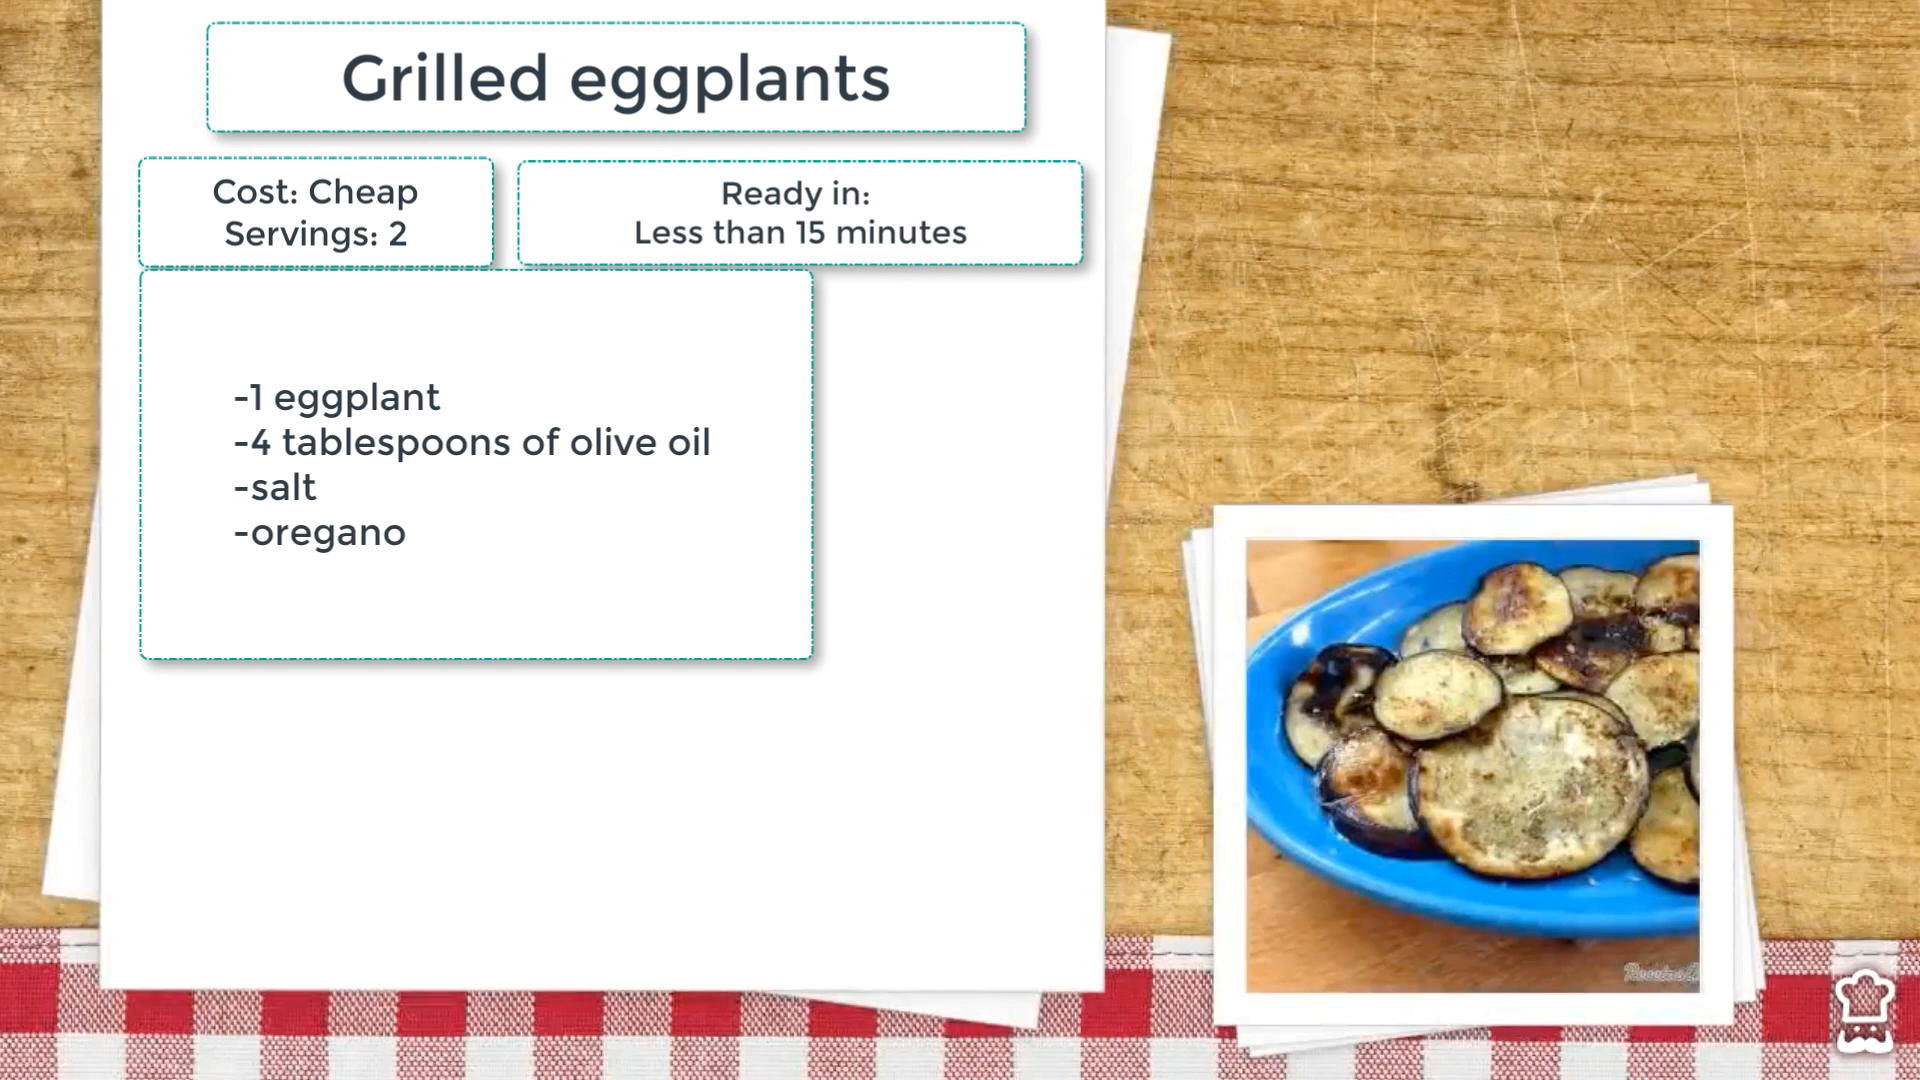 Grilled eggplants
Cost: Cheap
Servings: 2
Ready in:
Less than 15 minutes
-1 eggplant
-4 tablespoons of olive oil
-salt
-oregano